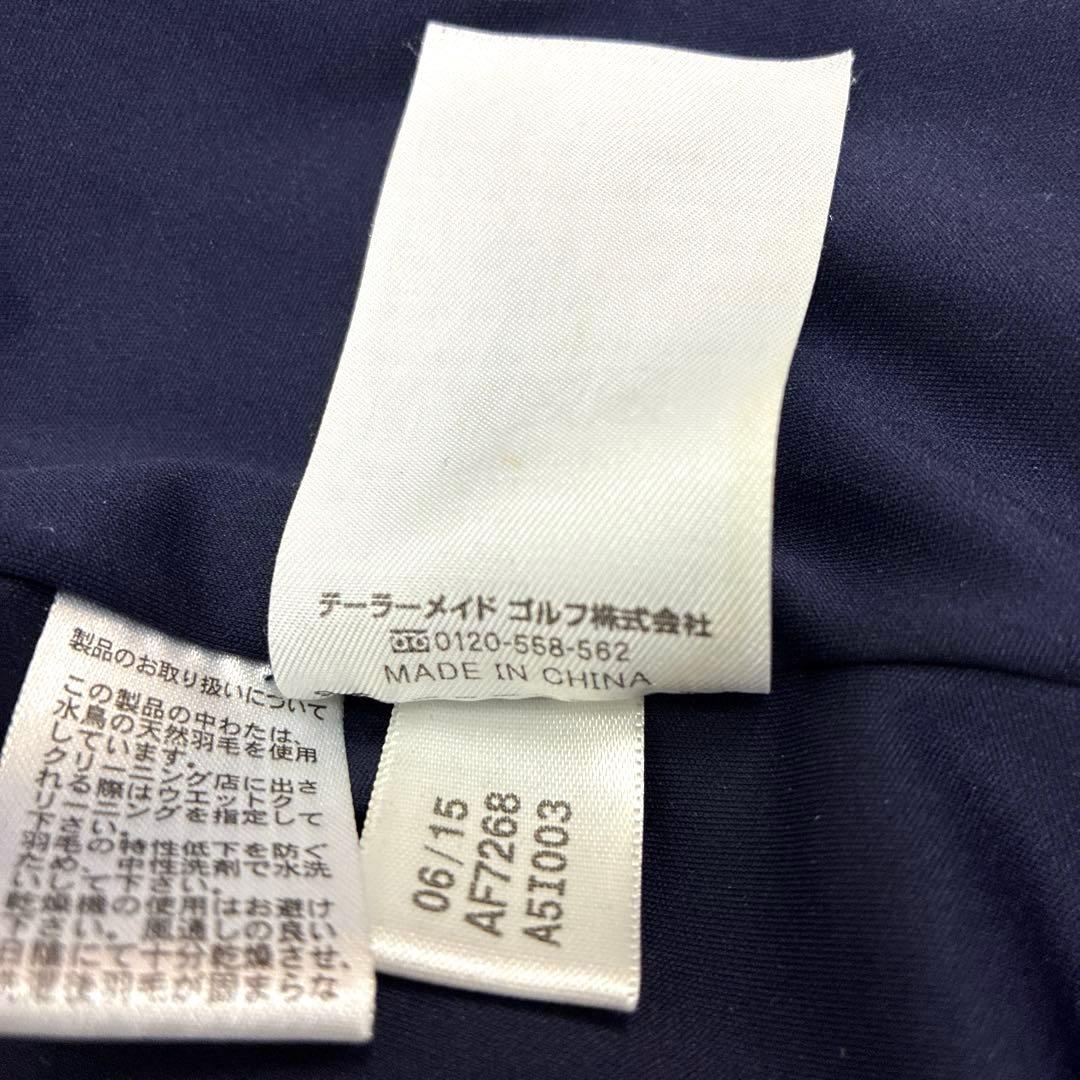 テーラーメイド ゴルフ株式会社
0120-558-562
MADE IN CHINA
製品のお取り扱いについて
この製品の中わたは、
水鳥の天然羽毛を使用
しています。
クリーニング店に出さ
れる際はウエットク
リーニングを指定して
下さい。
羽毛の特性低下を防ぐ
ため、中性洗剤で水洗
いして下さい。
乾燥機の使用はお避け
下さい。風通しの良い
日陰にて十分乾燥させ、
羽毛が固まらな
06/15
AF7268
A5I003